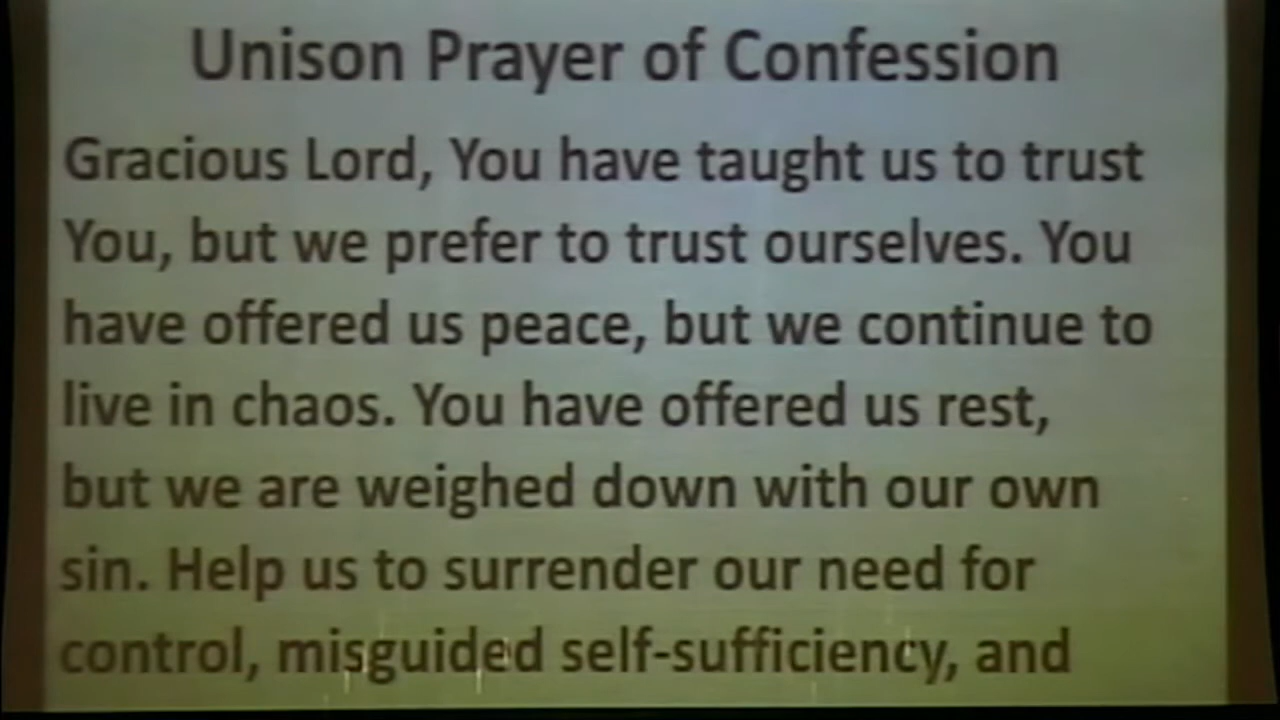 Unison Prayer of Confession
Gracious Lord, You have taught us to trust
You, but we prefer to trust ourselves. You
have offered us peace, but we continue to
live in chaos. You have offered us rest,
but we are weighed down with our own
sin. Help us to surrender our need for
control, misguided self-sufficiency, and